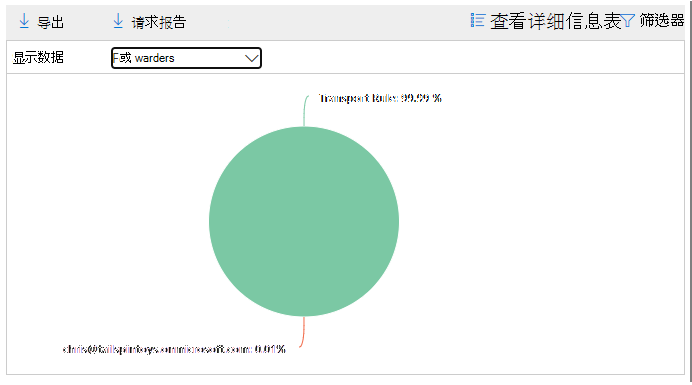 导出 请求报告 查看详细信息表 筛选器
显示数据 F或 warders
Transport Rule: 99.99 %
chris@tailspintoys.onmicrosoft.com: 0.01%